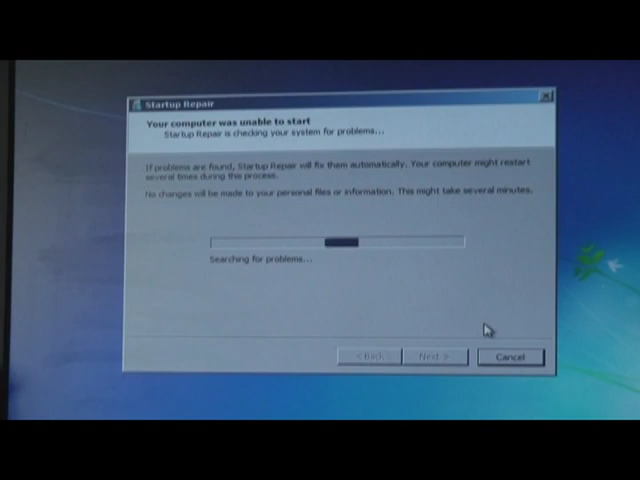 Startup Repair
Your computer was unable to start
Startup Repair is checking your system for problems...
If problems are found, Startup Repair will fix them automatically. Your computer might restart
several times during this process.
No changes will be made to your personal files or information. This might take several minutes.
Searching for problems...
< Back
Next >
Cancel